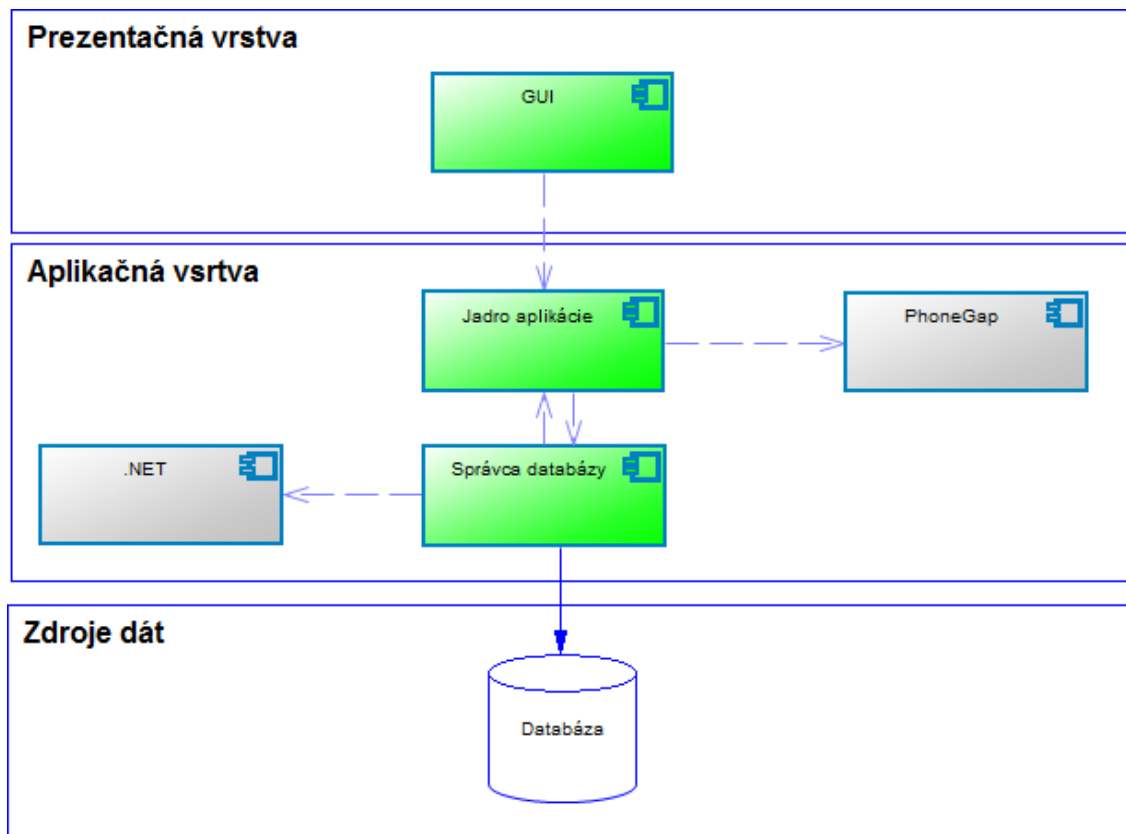 Prezentačná vrstva
GUI
Aplikačná vsrtva
Jadro aplikácie
PhoneGap
.NET
Správca databázy
Zdroje dát
Databáza